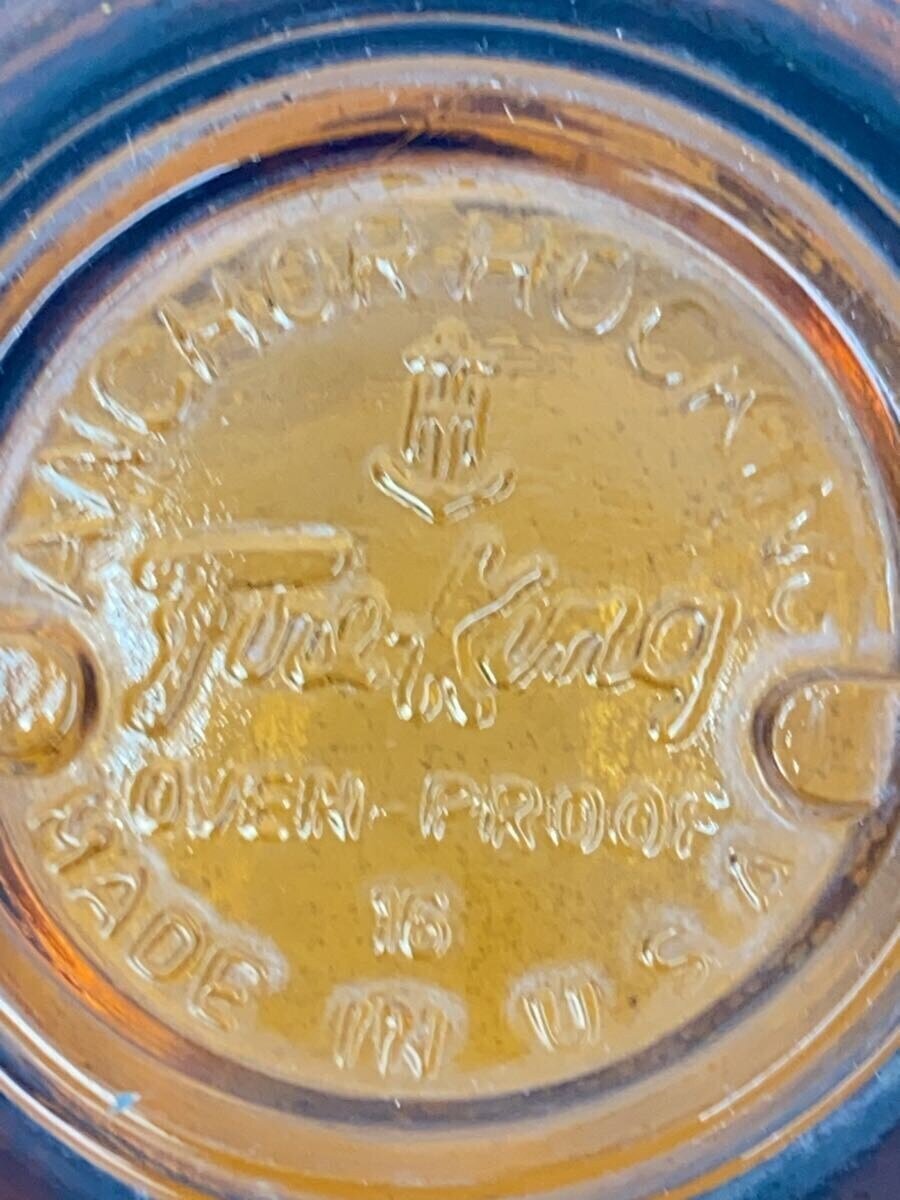 ANCHOR HOCKING
Fire-King
OVEN-PROOF
16
MADE IN U S A